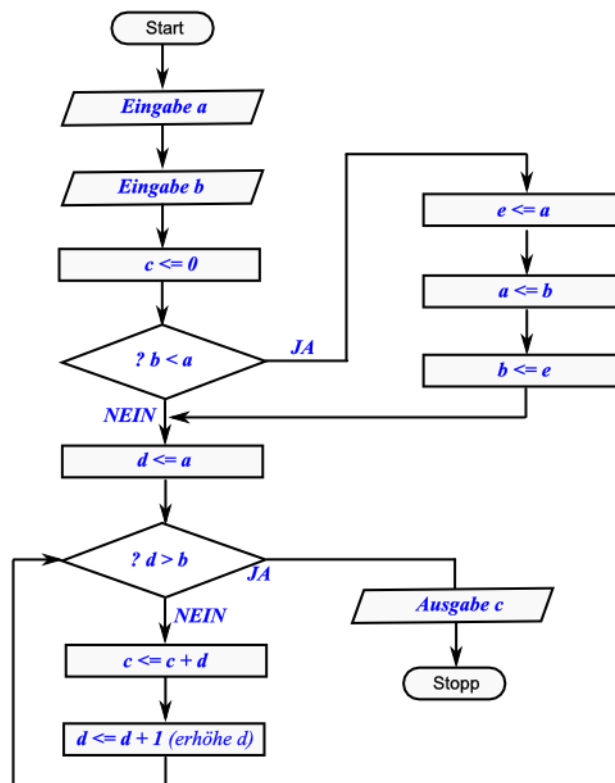 Start
Eingabe a
Eingabe b
c <= 0
? b < a
JA
e <= a
a <= b
b <= e
NEIN
d <= a
? d > b
JA
Ausgabe c
Stopp
NEIN
c <= c + d
d <= d + 1 (erhöhe d)